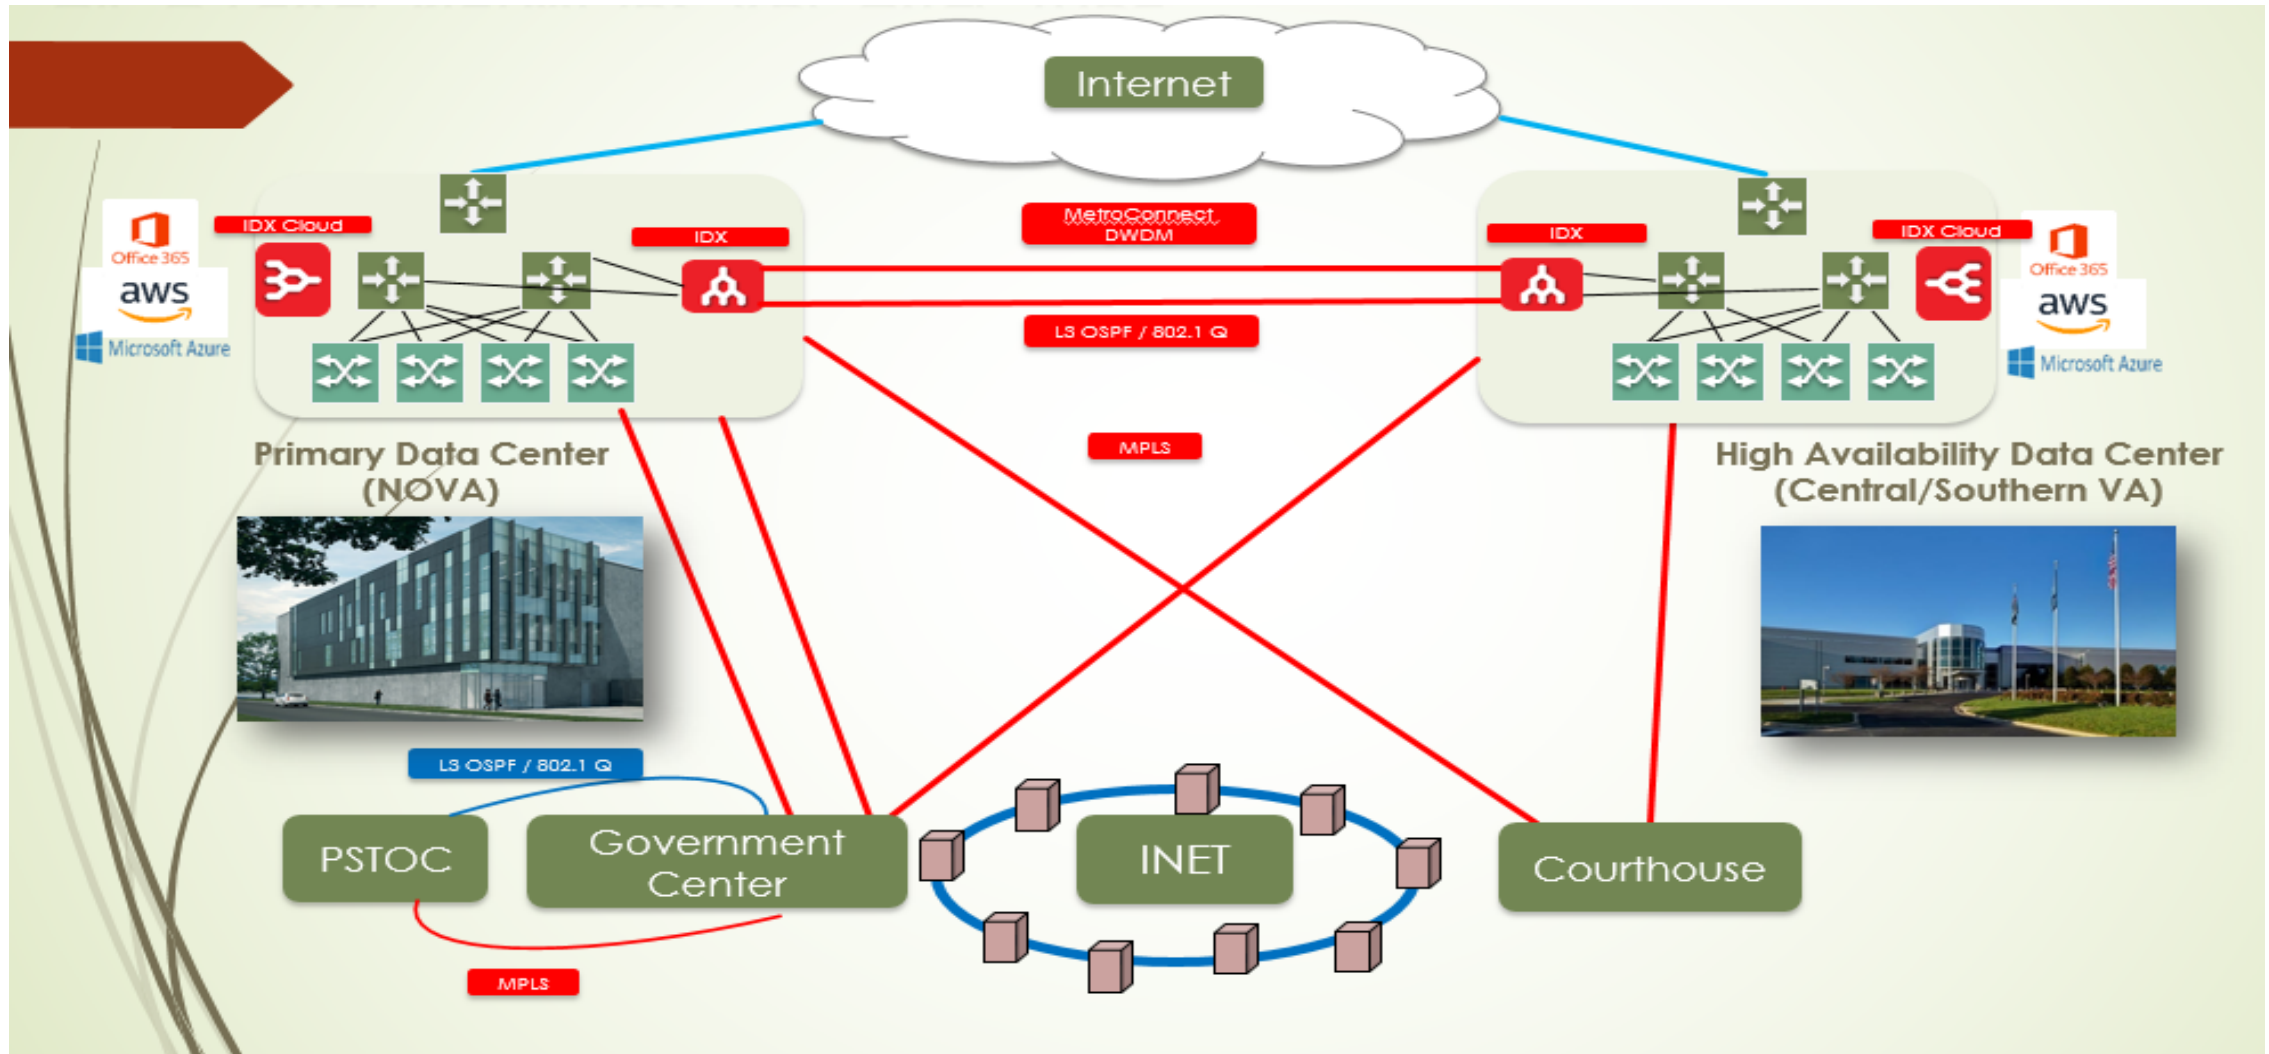 Internet
IDX Cloud
IDX
MetroConnect
DWDM
IDX
IDX Cloud
Office 365
aws
Microsoft Azure
Office 365
aws
Microsoft Azure
L3 OSPF / 802.1 Q
MPLS
Primary Data Center
(NOVA)
High Availability Data Center
(Central/Southern VA)
L3 OSPF / 802.1 Q
PSTOC
Government
Center
INET
Courthouse
MPLS